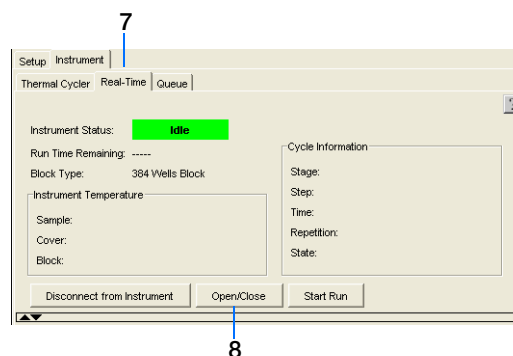 7
Setup Instrument
Thermal Cycler Real-Time Queue
Instrument Status: Idle
Run Time Remaining: -----
Block Type: 384 Wells Block
Instrument Temperature
Sample:
Cover:
Block:
Cycle Information
Stage:
Step:
Time:
Repetition:
State:
Disconnect from Instrument Open/Close Start Run
8